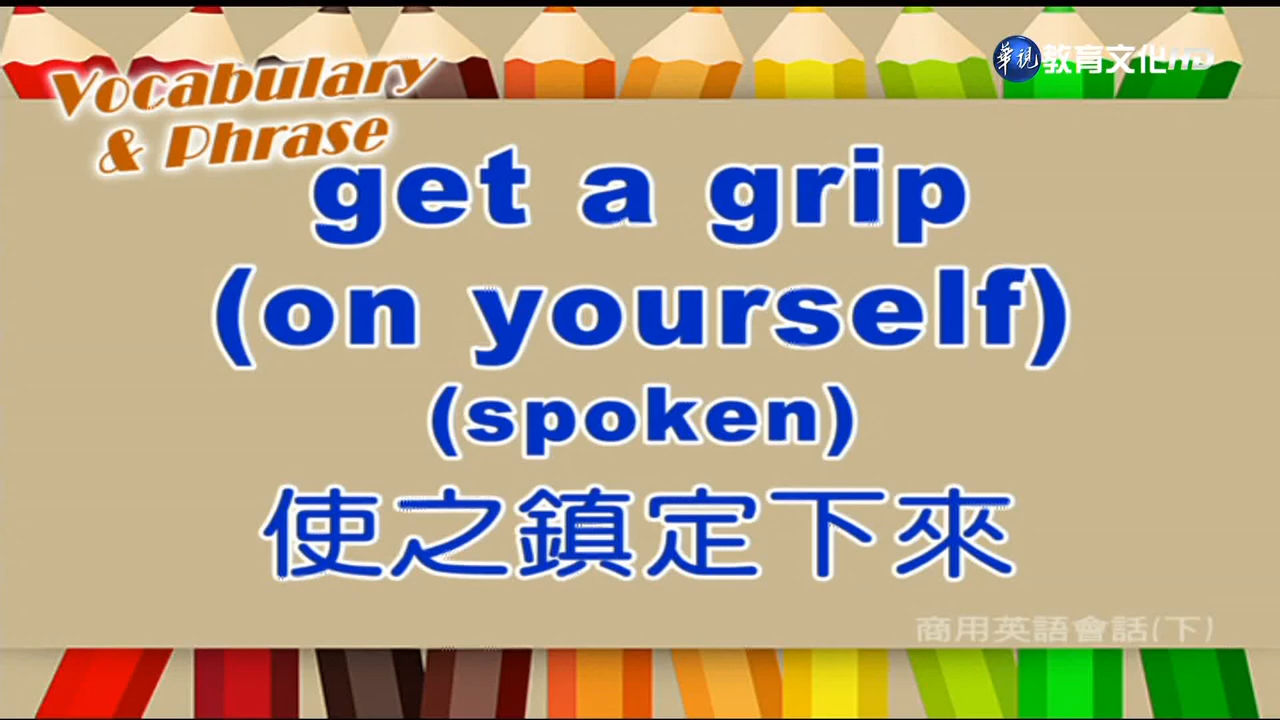 華視 教育文化HD
Vocabulary
& Phrase
get a grip
(on yourself)
(spoken)
使之鎮定下來
商用英語會話(下)